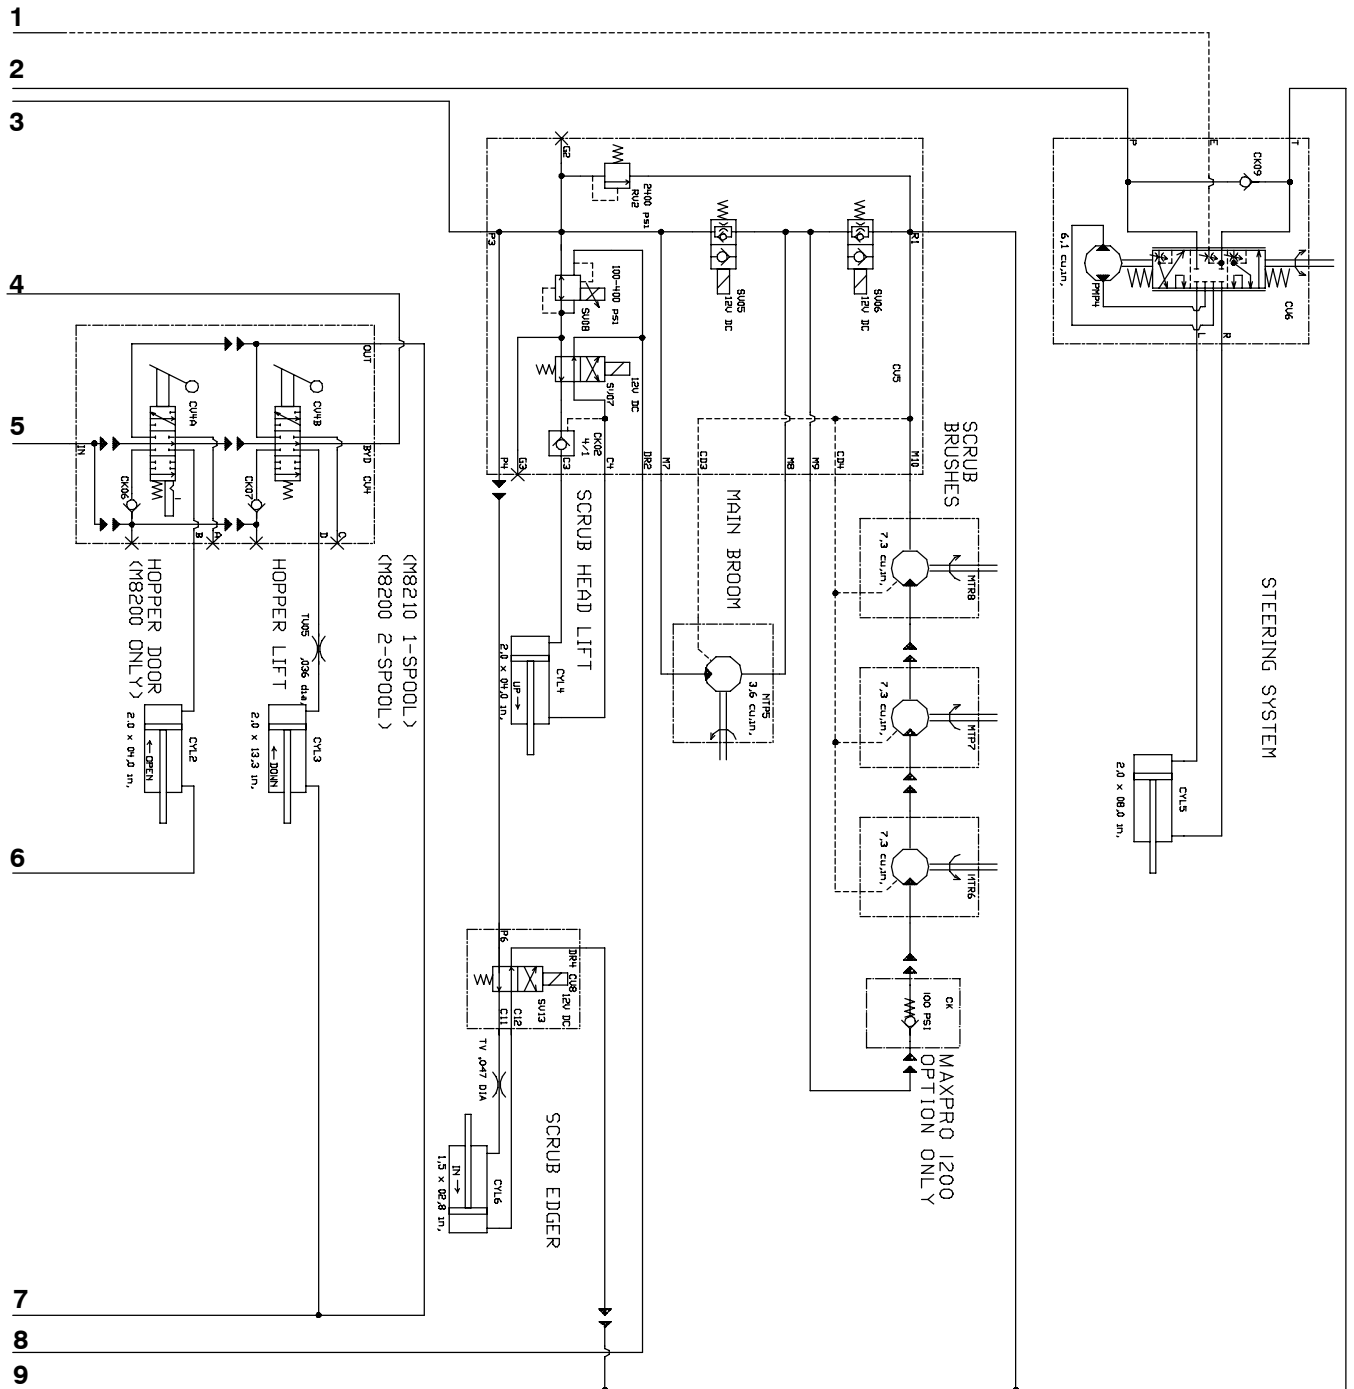 1
2
3
4
5
6
7
8
9
IN
OUT
BYD
CV4
CV4A
CV4B
CK06
CK07
B
A
D
C
HOPPER DOOR
(M8200 ONLY)
HOPPER LIFT
(M8210 1-SPOOL)
(M8200 2-SPOOL)
TV05
.036 dia.
CYL2
OPEN
2.0 x 04.0 in.
CYL3
DOWN
2.0 x 13.3 in.
G2
2400 PSI
RV2
P3
R1
100-400 PSI
SV08
SV07
12V DC
SV05
12V DC
SV06
12V DC
CV5
CK02
4/1
P4
G3
C3
C4
DR2
M7
CD3
M8
M9
CD4
M10
SCRUB HEAD LIFT
CYL4
UP
2.0 x 04.0 in.
MAIN BROOM
MTP5
3.6 cu.in.
SCRUB
BRUSHES
7.3 cu.in.
MTR8
7.3 cu.in.
MTP7
7.3 cu.in.
MTR6
CK
100 PSI
MAXPRO 1200
OPTION ONLY
P6
DR4
CV8
12V DC
SV13
C11
C12
TV .047 DIA
SCRUB EDGER
CYL6
IN
1.5 x 02.8 in.
P
E
T
CK09
6.1 cu.in.
PMP4
CV6
L
R
STEERING SYSTEM
CYL5
2.0 x 08.0 in.